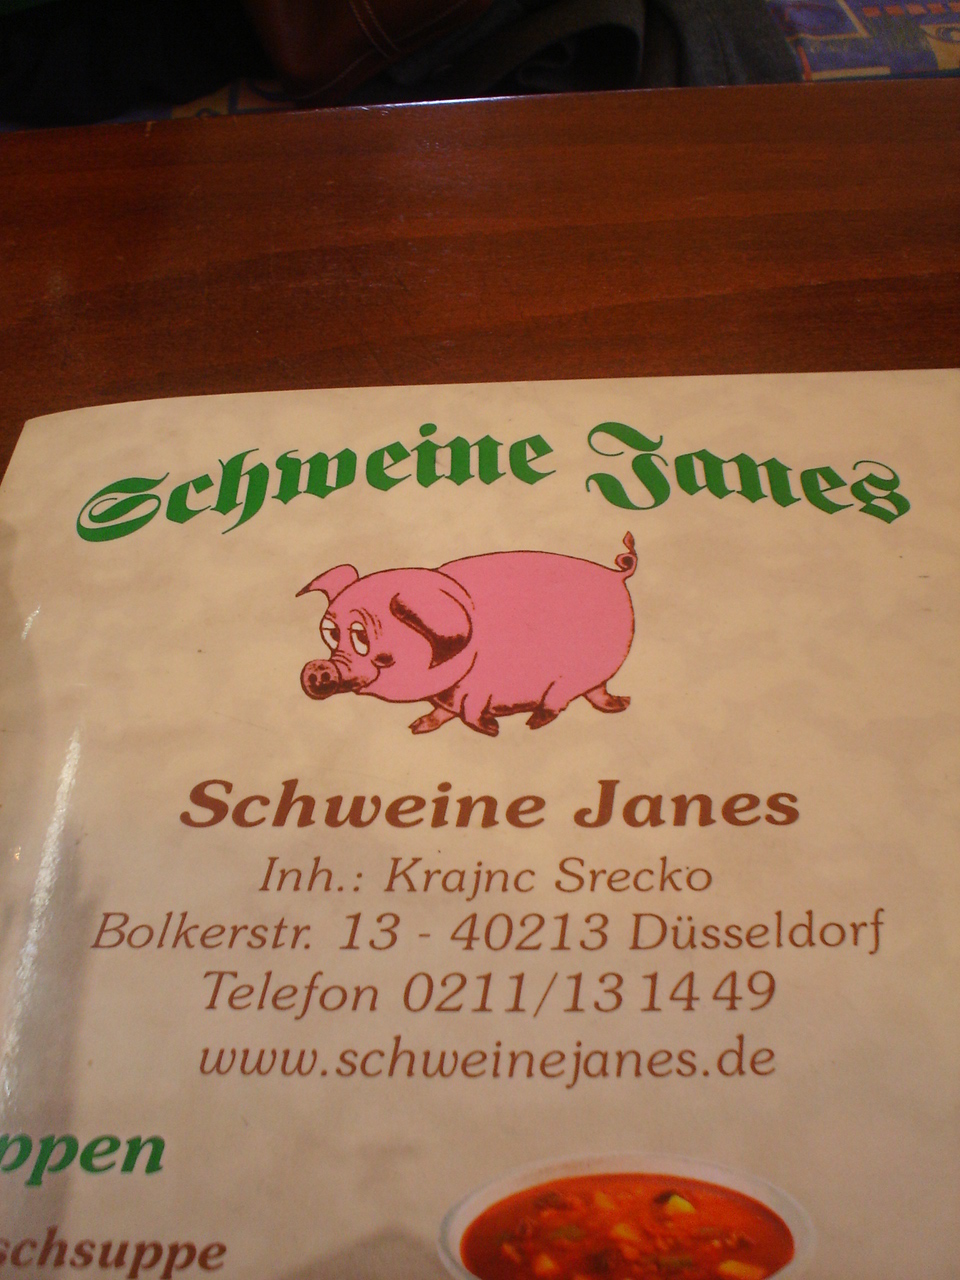 Schweine Janes
Schweine Janes
Inh.: Krajnc Srecko
Bolkerstr. 13 - 40213 Düsseldorf
Telefon 0211/13 14 49
www.schweinejanes.de
ppen
schsuppe